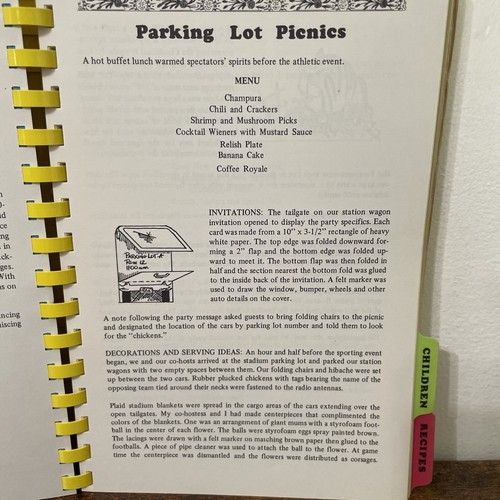 Parking Lot Picnics
A hot buffet lunch warmed spectators' spirits before the athletic event.
MENU
Champura
Chili and Crackers
Shrimp and Mushroom Picks
Cocktail Wieners with Mustard Sauce
Relish Plate
Banana Cake
Coffee Royale
INVITATIONS: The tailgate on our station wagon
invitation opened to display the party specifics. Each
card was made from a 10" x 3-1/2" rectangle of heavy
white paper. The top edge was folded downward for-
ming a 2" flap and the bottom edge was folded up-
ward to meet it. The bottom flap was then folded in
half and the section nearest the bottom fold was glued
to the inside back of the invitation. A felt marker was
used to draw the window, bumper, wheels and other
auto details on the cover.
PARKING LOT A
ROW 12
11:00 am
A note following the party message asked guests to bring folding chairs to the picnic
and designated the location of the cars by parking lot number and told them to look
for the "chickens."
DECORATIONS AND SERVING IDEAS: An hour and half before the sporting event
began, we and our co-hosts arrived at the stadium parking lot and parked our station
wagons with two empty spaces between them. Our folding chairs and hibache were set
up between the two cars. Rubber plucked chickens with tags bearing the name of the
opposing team tied around their necks were fastened to the radio antennas.
Plaid stadium blankets were spread in the cargo areas of the cars extending over the
open tailgates. My co-hostess and I had made centerpieces that complimented the
colors of the blankets. One was an arrangement of giant mums with a styrofoam foot-
ball in the center of each flower. The balls were styrofoam eggs spray painted brown.
The lacings were drawn with a felt marker on matching brown paper then glued to the
footballs. A piece of pipe cleaner was used to attach the ball to the flower. At game
time the centerpiece was dismantled and the flowers were distributed as corsages.
CHILDREN
RECIPES